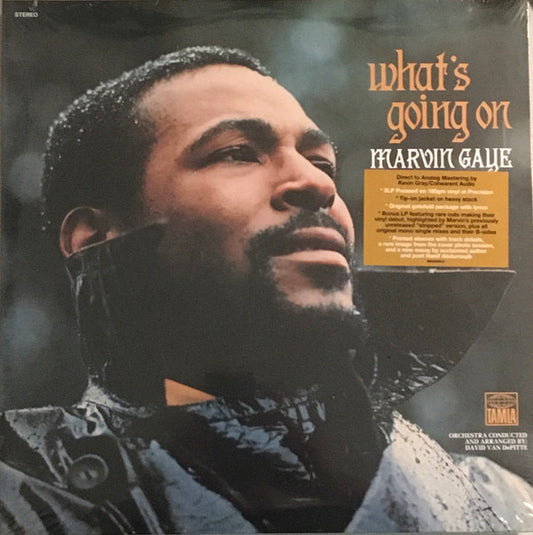 STEREO
what's
going on
MARVIN GAYE
Direct to Analog Mastering by
Kevin Gray/Cohearent Audio
* 2LP Pressed on 180gm vinyl at Precision
* Tip-on jacket on heavy stock
* Original gatefold package with lyrics
* Bonus LP featuring rare cuts making their
vinyl debut, highlighted by Marvin's previously
unreleased "stripped" version, plus all
original mono single mixes and their B-sides
* Printed sleeves with track details,
a rare image from the cover photo session,
and a new essay by acclaimed author
and poet Hanif Abdurraqib
TAMLA
ORCHESTRA CONDUCTED
AND ARRANGED BY:
DAVID VAN DePITTE